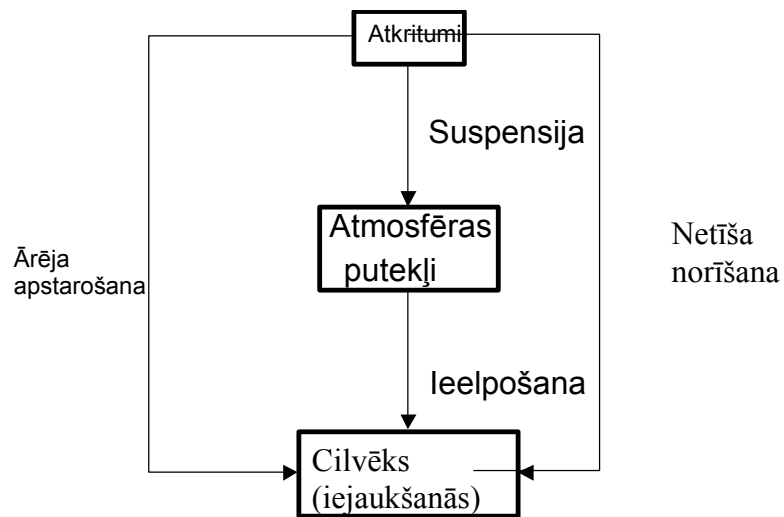 Atkritumi
Suspensija
Atmosfēras
putekļi
Ārēja
apstarošana
Netīša
norīšana
Ieelpošana
Cilvēks
(iejaukšanās)